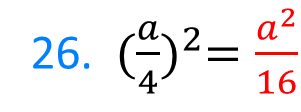 26. (a/4)² = a²/16